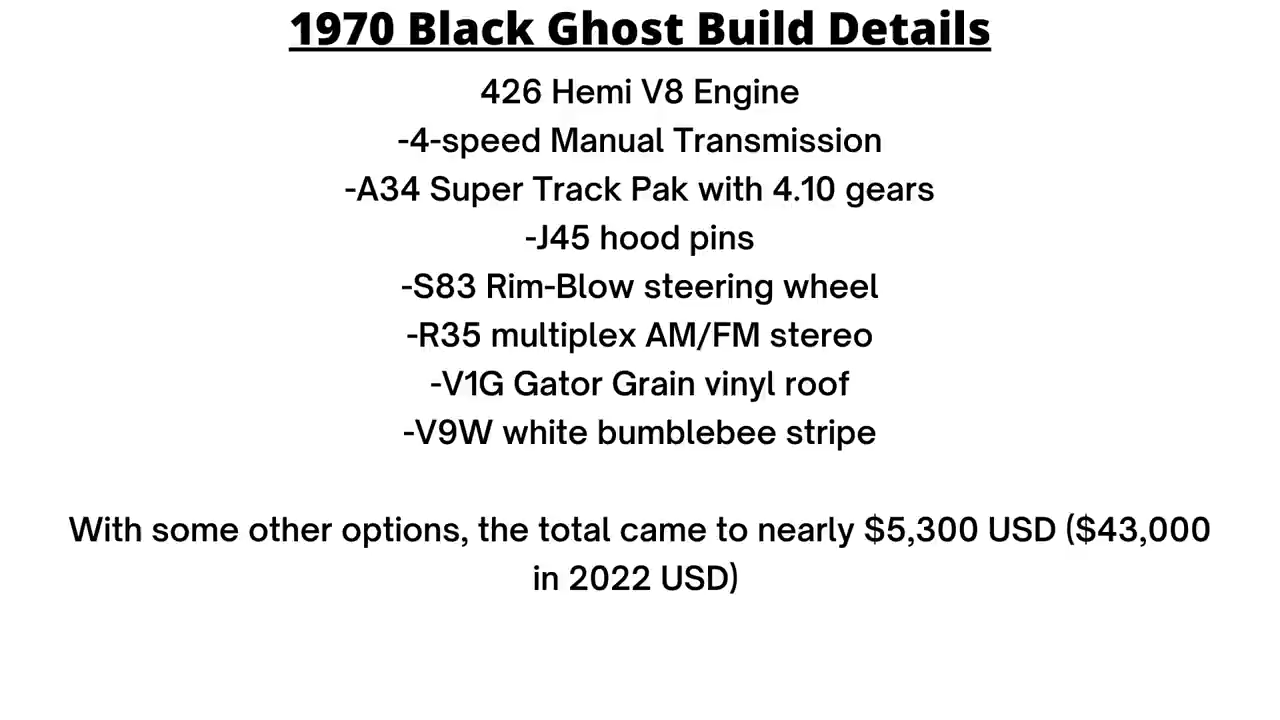 1970 Black Ghost Build Details
426 Hemi V8 Engine
-4-speed Manual Transmission
-A34 Super Track Pak with 4.10 gears
-J45 hood pins
-S83 Rim-Blow steering wheel
-R35 multiplex AM/FM stereo
-V1G Gator Grain vinyl roof
-V9W white bumblebee stripe
With some other options, the total came to nearly $5,300 USD ($43,000
in 2022 USD)